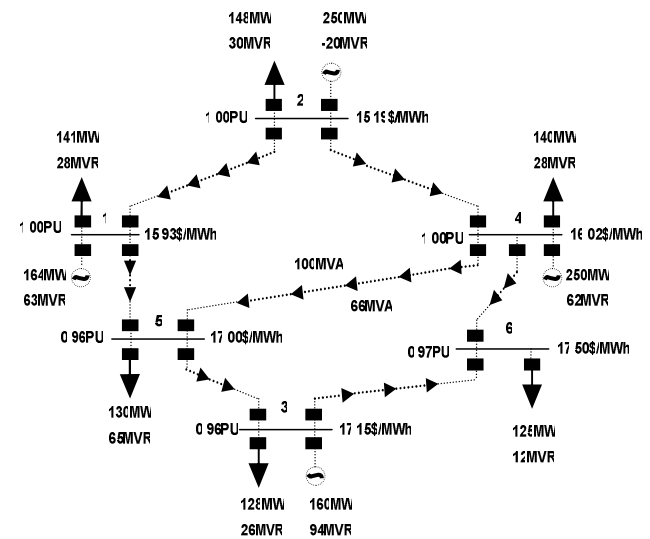 148MW
30MVR
250MW
-20MVR
2
1 00PU
15 19$/MWh
141MW
28MVR
140MW
28MVR
1
1 00PU
15 93$/MWh
4
1 00PU
16 02$/MWh
164MW
63MVR
100MVA
66MVA
250MW
62MVR
5
0 96PU
17 00$/MWh
6
0 97PU
17 50$/MWh
130MW
65MVR
3
0 96PU
17 15$/MWh
125MW
12MVR
128MW
26MVR
160MW
94MVR